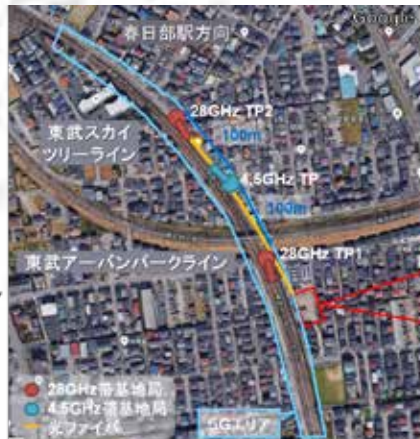 Google
春日部駅方向
28GHz TP2
東武スカイ
ツリーライン
100m
4.5GHz TP
100m
28GHz TP1
東武アーバンパークライン
28GHz帯基地局
4.5GHz帯基地局
光ファイバ
5Gエリア